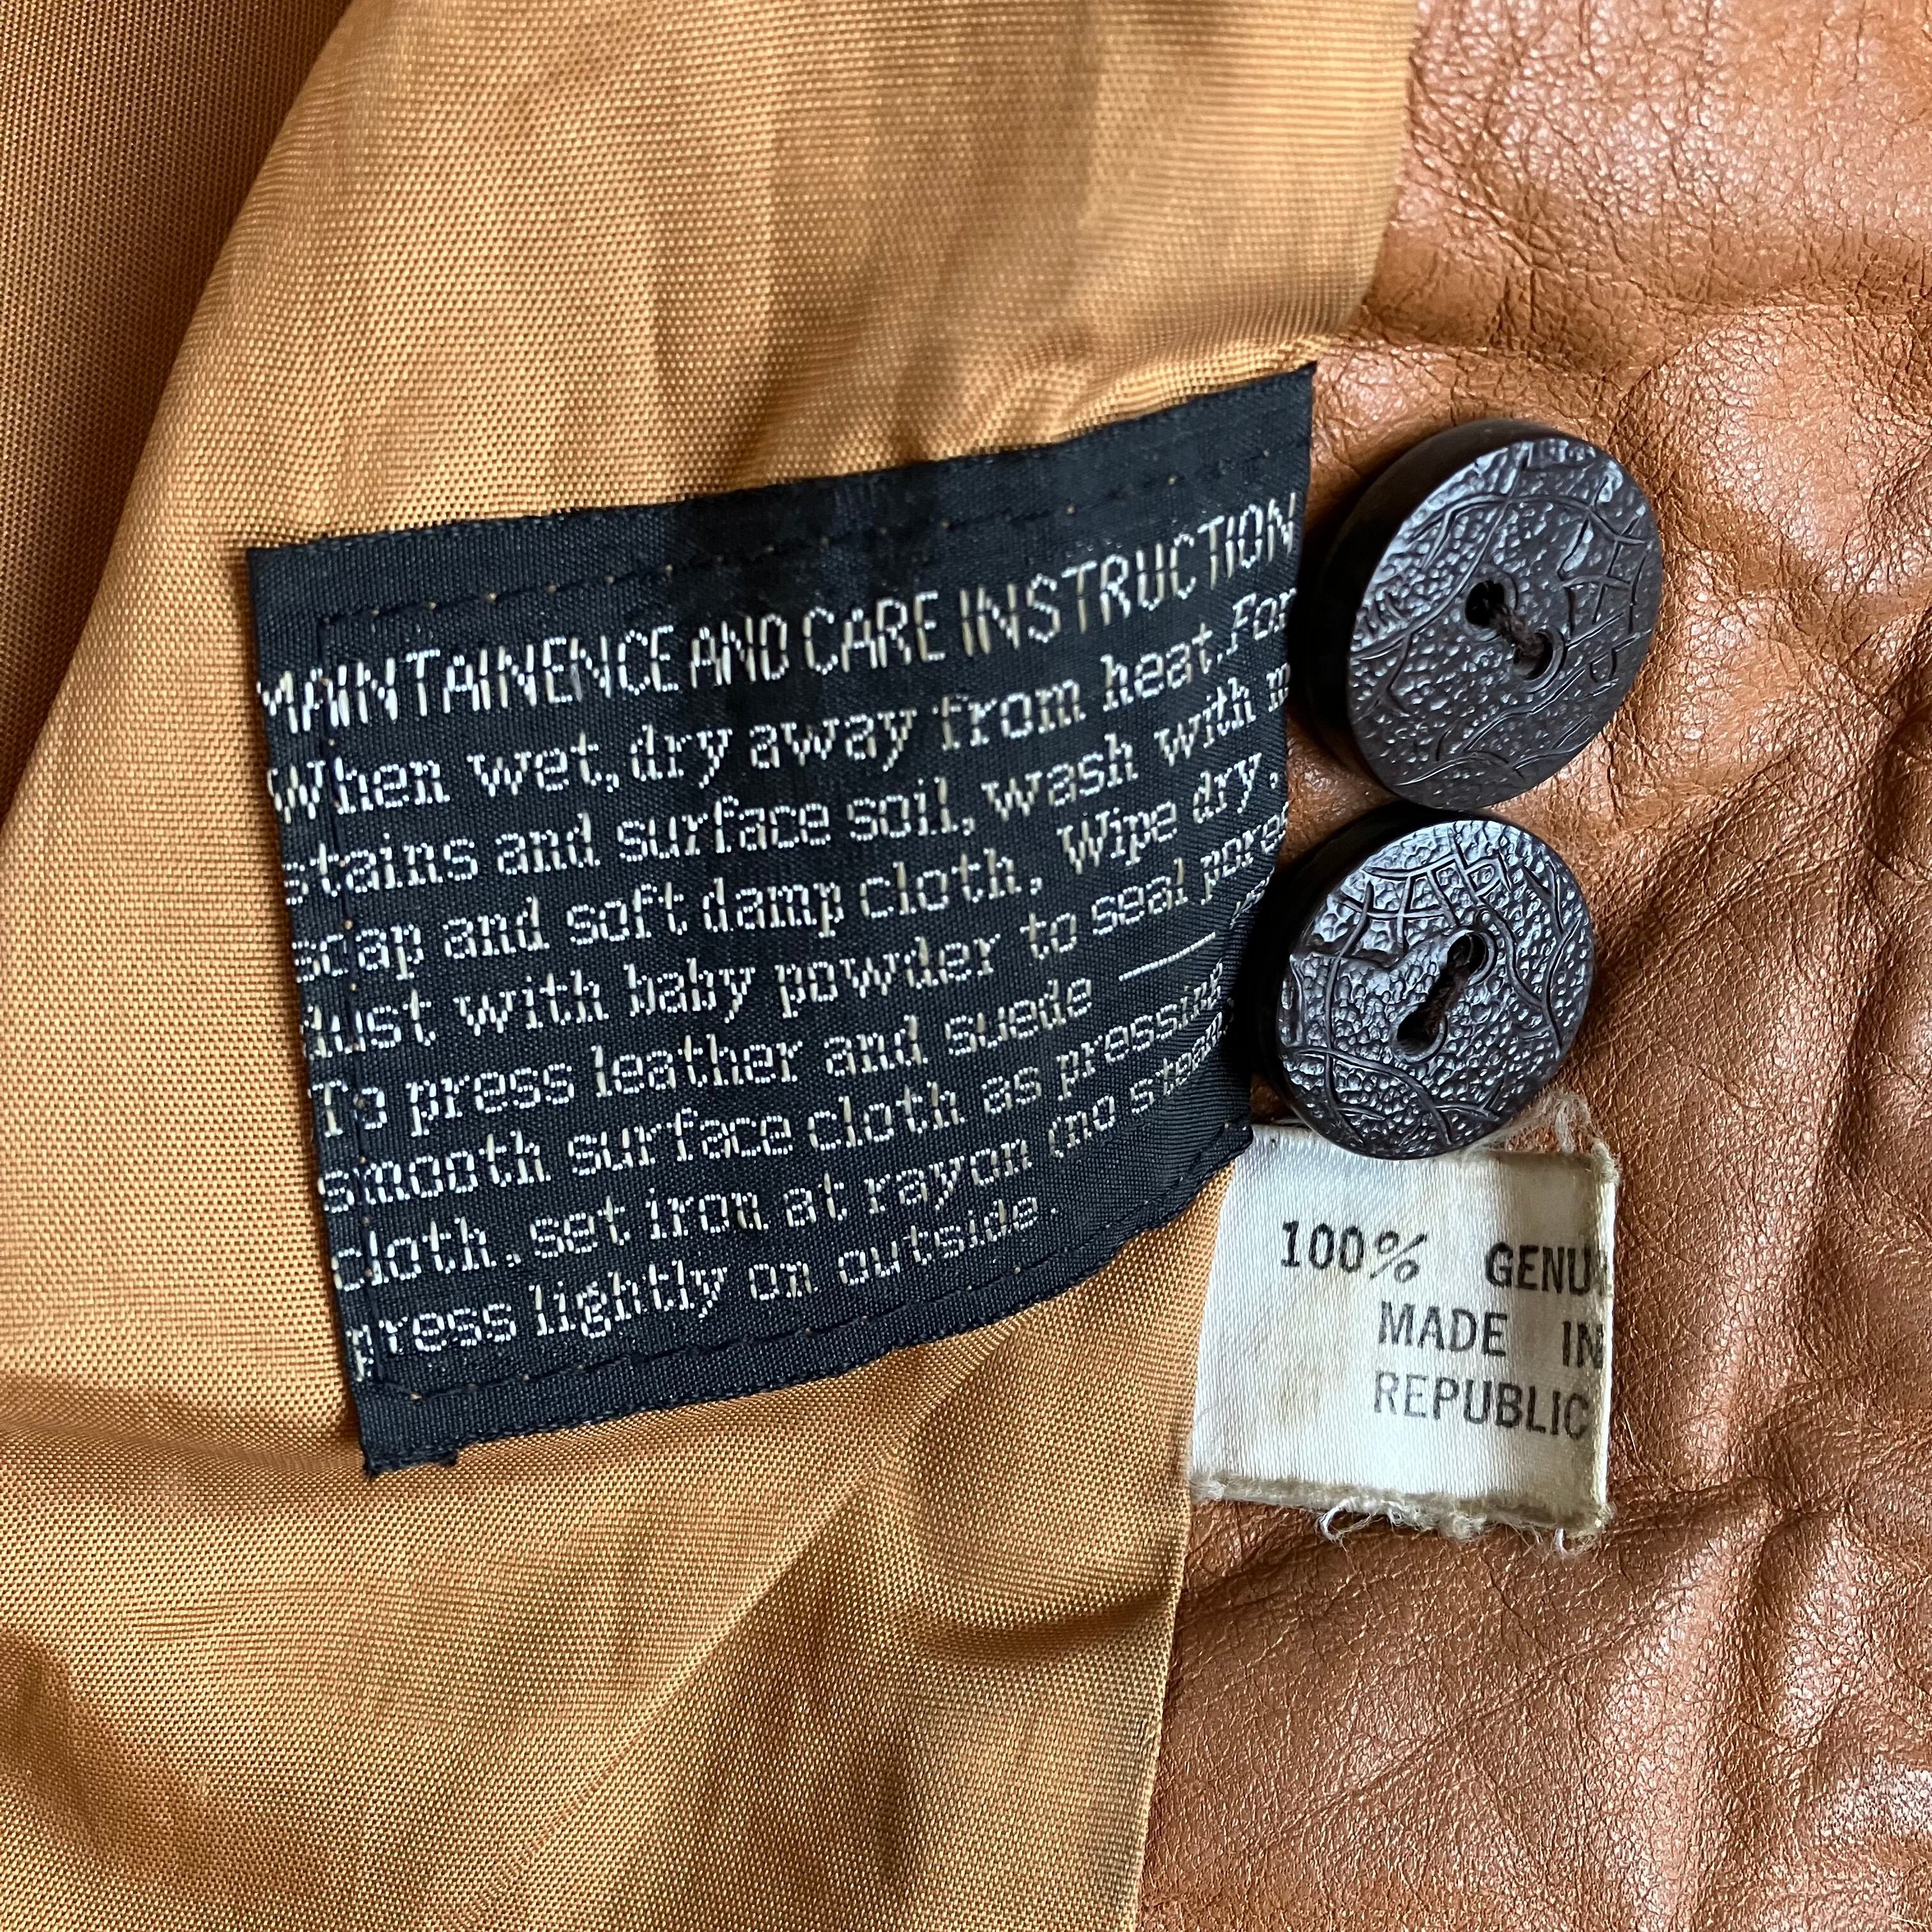 MAINTAINENCE AND CARE INSTRUCTION
When wet, dry away from heat. For
stains and surface soil, wash with m
soap and soft damp cloth. Wipe dry,
dust with baby powder to seal pores
To press leather and suede —
smooth surface cloth as pressing
cloth, set iron at rayon (no steam
press lightly on outside.
100% GENU
MADE IN
REPUBLIC